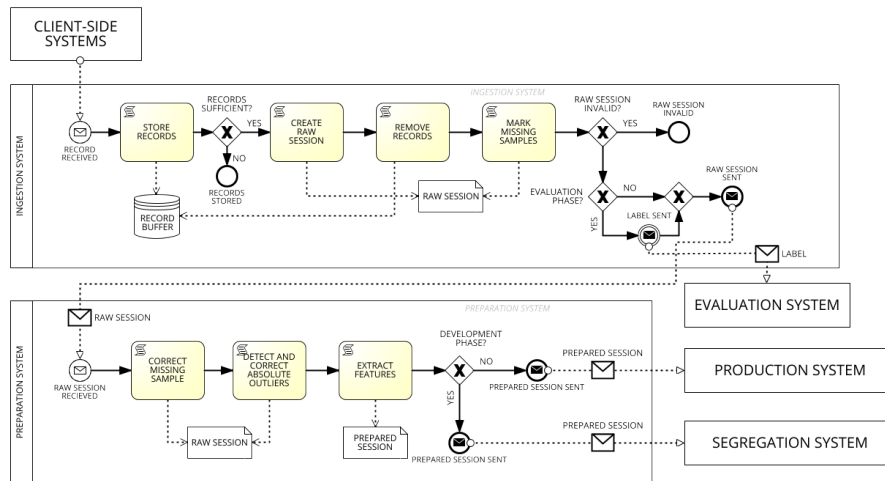 CLIENT-SIDE
SYSTEMS
INGESTION SYSTEM
INGESTION SYSTEM
RECORD
RECEIVED
STORE
RECORDS
RECORDS
SUFFICIENT?
YES
NO
RECORDS
STORED
CREATE
RAW
SESSION
REMOVE
RECORDS
MARK
MISSING
SAMPLES
RAW
SESSION INVALID?
YES
RAW SESSION
INVALID
RECORD
BUFFER
RAW SESSION
EVALUATION
PHASE?
NO
YES
LABEL SENT
RAW SESSION
SENT
LABEL
EVALUATION SYSTEM
PREPARATION SYSTEM
PREPARATION SYSTEM
RAW SESSION
RAW SESSION
RECIEVED
CORRECT
MISSING
SAMPLE
DETECT AND
CORRECT
ABSOLUTE
OUTLIERS
EXTRACT
FEATURES
DEVELOPMENT
PHASE?
NO
YES
PREPARED SESSION SENT
PREPARED SESSION
PRODUCTION SYSTEM
RAW SESSION
PREPARED
SESSION
PREPARED SESSION SENT
PREPARED SESSION
SEGREGATION SYSTEM